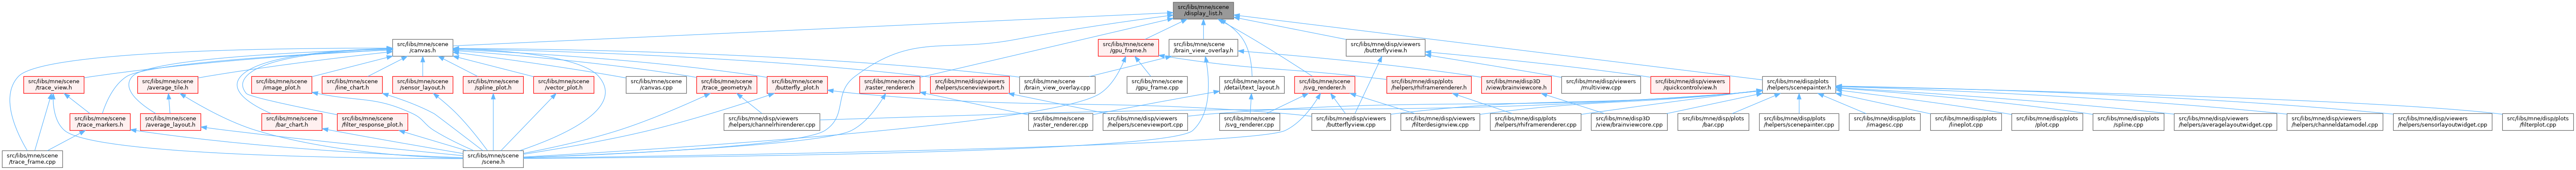 src/libs/mne/scene
/display_list.h
src/libs/mne/scene
/canvas.h
src/libs/mne/scene
/gpu_frame.h
src/libs/mne/scene
/brain_view_overlay.h
src/libs/mne/disp/viewers
/butterflyview.h
src/libs/mne/scene
/trace_view.h
src/libs/mne/scene
/average_tile.h
src/libs/mne/scene
/image_plot.h
src/libs/mne/scene
/line_chart.h
src/libs/mne/scene
/sensor_layout.h
src/libs/mne/scene
/spline_plot.h
src/libs/mne/scene
/vector_plot.h
src/libs/mne/scene
/canvas.cpp
src/libs/mne/scene
/trace_geometry.h
src/libs/mne/scene
/butterfly_plot.h
src/libs/mne/scene
/raster_renderer.h
src/libs/mne/disp/viewers
/helpers/sceneviewport.h
src/libs/mne/scene
/brain_view_overlay.cpp
src/libs/mne/scene
/gpu_frame.cpp
src/libs/mne/scene
/detail/text_layout.h
src/libs/mne/scene
/svg_renderer.h
src/libs/mne/disp/plots
/helpers/rhiframerenderer.h
src/libs/mne/disp3D
/view/brainviewcore.h
src/libs/mne/disp/viewers
/multiview.cpp
src/libs/mne/disp/viewers
/quickcontrolview.h
src/libs/mne/disp/plots
/helpers/scenepainter.h
src/libs/mne/scene
/trace_markers.h
src/libs/mne/scene
/average_layout.h
src/libs/mne/scene
/bar_chart.h
src/libs/mne/scene
/filter_response_plot.h
src/libs/mne/disp/viewers
/helpers/channelrhirenderer.cpp
src/libs/mne/scene
/raster_renderer.cpp
src/libs/mne/disp/viewers
/helpers/sceneviewport.cpp
src/libs/mne/scene
/svg_renderer.cpp
src/libs/mne/disp/viewers
/butterflyview.cpp
src/libs/mne/disp/viewers
/filterdesignview.cpp
src/libs/mne/disp/plots
/helpers/rhiframerenderer.cpp
src/libs/mne/disp3D
/view/brainviewcore.cpp
src/libs/mne/disp/plots
/bar.cpp
src/libs/mne/disp/plots
/helpers/scenepainter.cpp
src/libs/mne/disp/plots
/imagesc.cpp
src/libs/mne/disp/plots
/lineplot.cpp
src/libs/mne/disp/plots
/plot.cpp
src/libs/mne/disp/plots
/spline.cpp
src/libs/mne/disp/viewers
/helpers/averagelayoutwidget.cpp
src/libs/mne/disp/viewers
/helpers/channeldatamodel.cpp
src/libs/mne/disp/viewers
/helpers/sensorlayoutwidget.cpp
src/libs/mne/disp/plots
/filterplot.cpp
src/libs/mne/scene
/trace_frame.cpp
src/libs/mne/scene
/scene.h